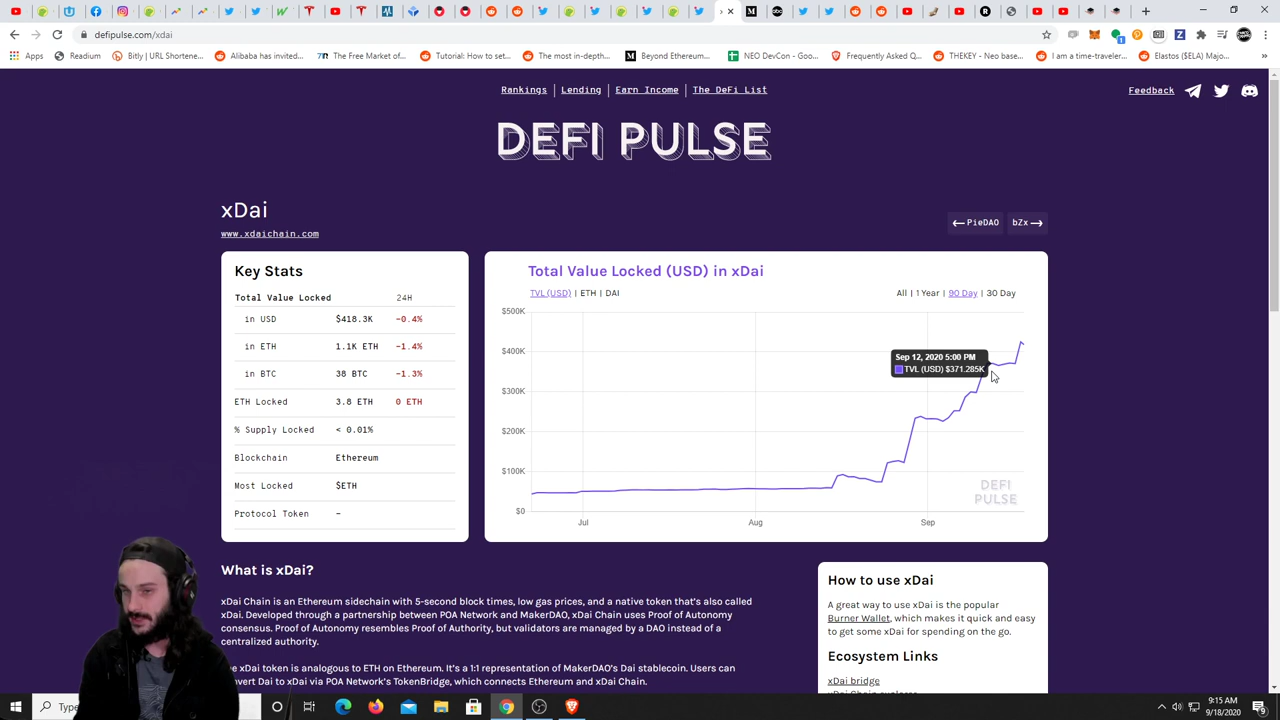 defipulse.com/xdai
Apps
Readium
Bitly | URL Shortene...
Alibaba has invited...
The Free Market of...
Tutorial: How to set...
The most in-depth...
Beyond Ethereum...
NEO DevCon - Goo...
Frequently Asked Q...
THEKEY - Neo base...
I am a time-traveler...
Elastos ($ELA) Majo...
Rankings | Lending | Earn Income | The DeFi List
Feedback
DEFI PULSE
xDai
www.xdaichain.com
←PieDAO
bZx→
Key Stats
Total Value Locked 24H
in USD $418.3K -0.4%
in ETH 1.1K ETH -1.4%
in BTC 38 BTC -1.3%
ETH Locked 3.8 ETH 0 ETH
% Supply Locked < 0.01%
Blockchain Ethereum
Most Locked $ETH
Protocol Token -
Total Value Locked (USD) in xDai
TVL (USD) | ETH | DAI
All | 1 Year | 90 Day | 30 Day
$500K
$400K
$300K
$200K
$100K
$0
Sep 12, 2020 5:00 PM
TVL (USD) $371.285K
DEFI
PULSE
Jul Aug Sep
What is xDai?
xDai Chain is an Ethereum sidechain with 5-second block times, low gas prices, and a native token that's also called
xDai. Developed through a partnership between POA Network and MakerDAO, xDai Chain uses Proof of Autonomy
consensus. Proof of Autonomy resembles Proof of Authority, but validators are managed by a DAO instead of a
centralized authority.
xDai token is analogous to ETH on Ethereum. It's a 1:1 representation of MakerDAO's Dai stablecoin. Users can
Dai to xDai via POA Network's TokenBridge, which connects Ethereum and xDai Chain.
How to use xDai
A great way to use xDai is the popular
Burner Wallet, which makes it quick and easy
to get some xDai for spending on the go.
Ecosystem Links
xDai bridge
Type
9:15 AM
9/18/2020